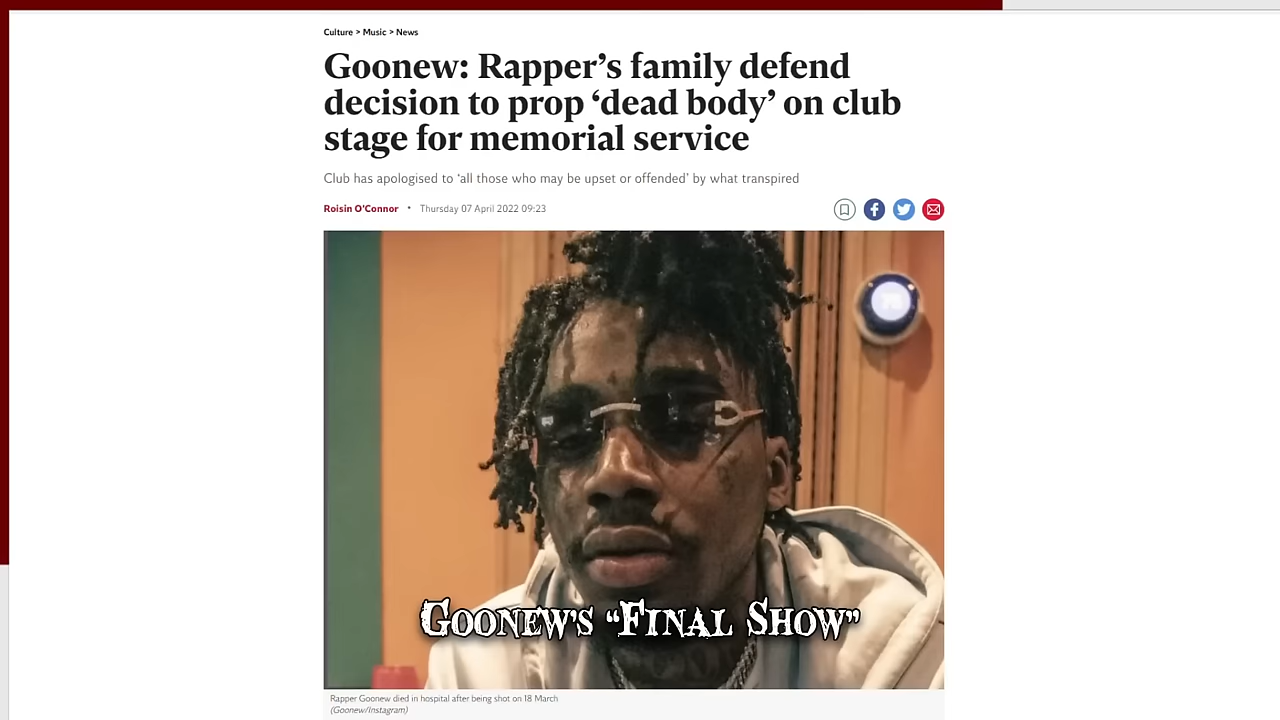 Culture > Music > News
Goonew: Rapper’s family defend
decision to prop ‘dead body’ on club
stage for memorial service
Club has apologised to ‘all those who may be upset or offended’ by what transpired
Roisin O'Connor • Thursday 07 April 2022 09:23
GOONEW'S “FINAL SHOW”
Rapper Goonew died in hospital after being shot on 18 March
(Goonew/Instagram)